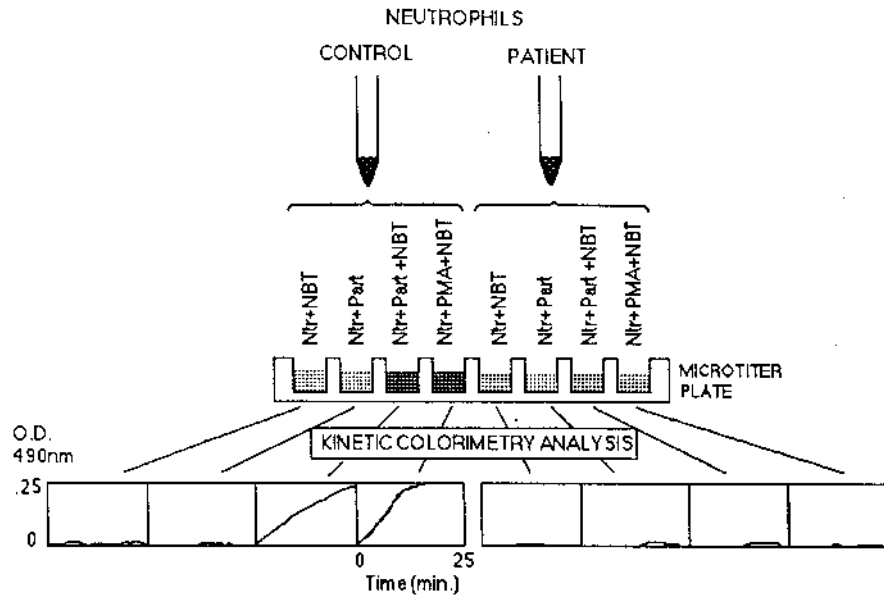 NEUTROPHILS
CONTROL PATIENT
Ntr+NBT
Ntr+Part
Ntr+Part +NBT
Ntr+PMA+NBT
Ntr+NBT
Ntr+Part
Ntr+Part +NBT
Ntr+PMA+NBT
MICROTITER
PLATE
KINETIC COLORIMETRY ANALYSIS
O.D.
490nm
.25
0
0 25
Time (min.)